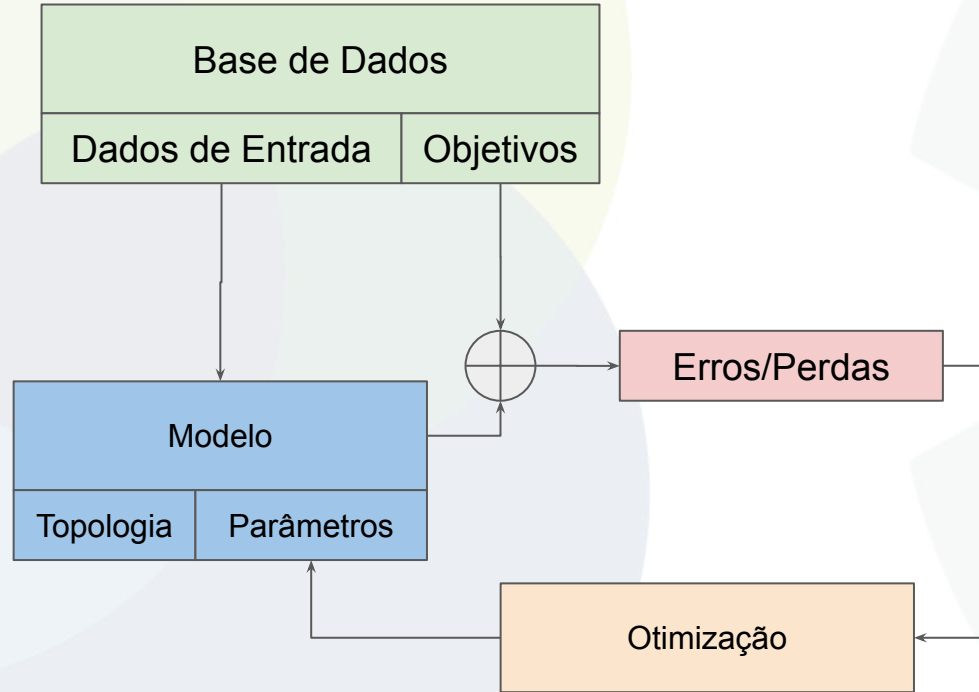 Base de Dados
Dados de Entrada
Objetivos
Erros/Perdas
Modelo
Topologia
Parâmetros
Otimização